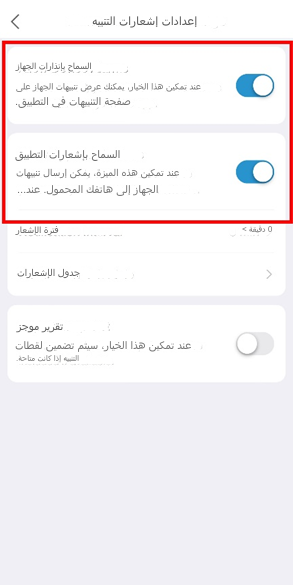 إعدادات إشعارات التنبيه
السماح بإنذارات الجهاز
عند تمكين هذا الخيار، يمكنك عرض تنبيهات الجهاز على
صفحة التنبيهات في التطبيق.
السماح بإشعارات التطبيق
عند تمكين هذه الميزة، يمكن إرسال تنبيهات
الجهاز إلى هاتفك المحمول. عند...
فترة الإشعار
0 دقيقة >
جدول الإشعارات
تقرير موجز
عند تمكين هذا الخيار، سيتم تضمين لقطات
التنبيه إذا كانت متاحة.